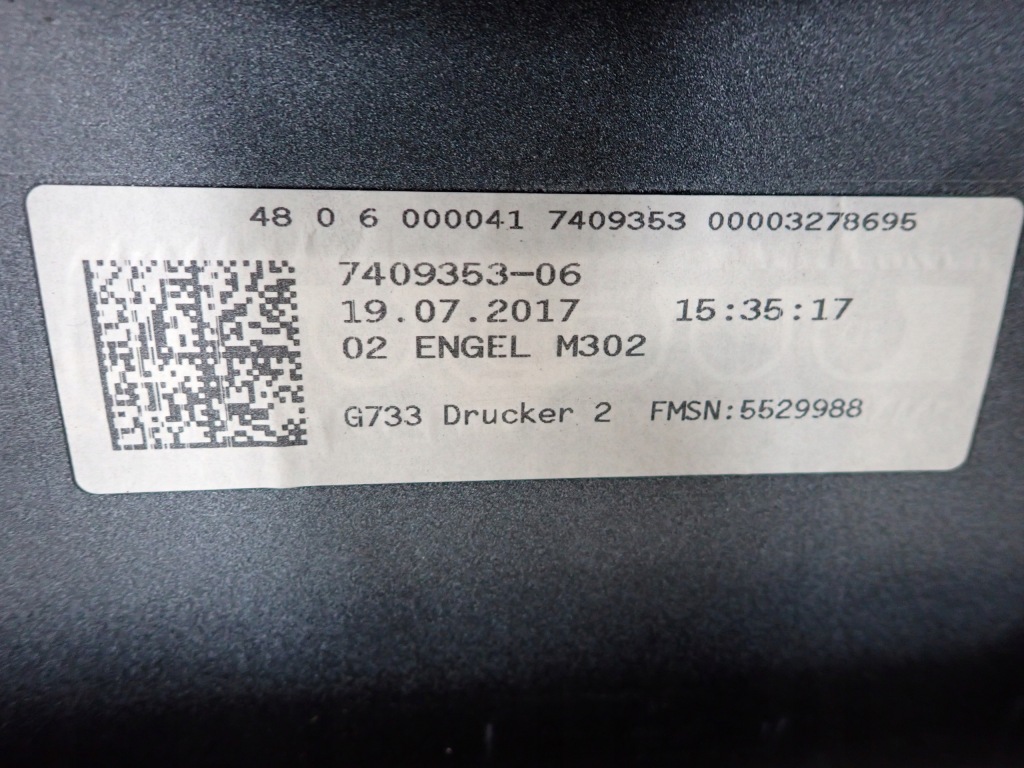 48 0 6 000041 7409353 00003278695
7409353-06
19.07.2017 15:35:17
02 ENGEL M302
G733 Drucker 2 FMSN:5529988